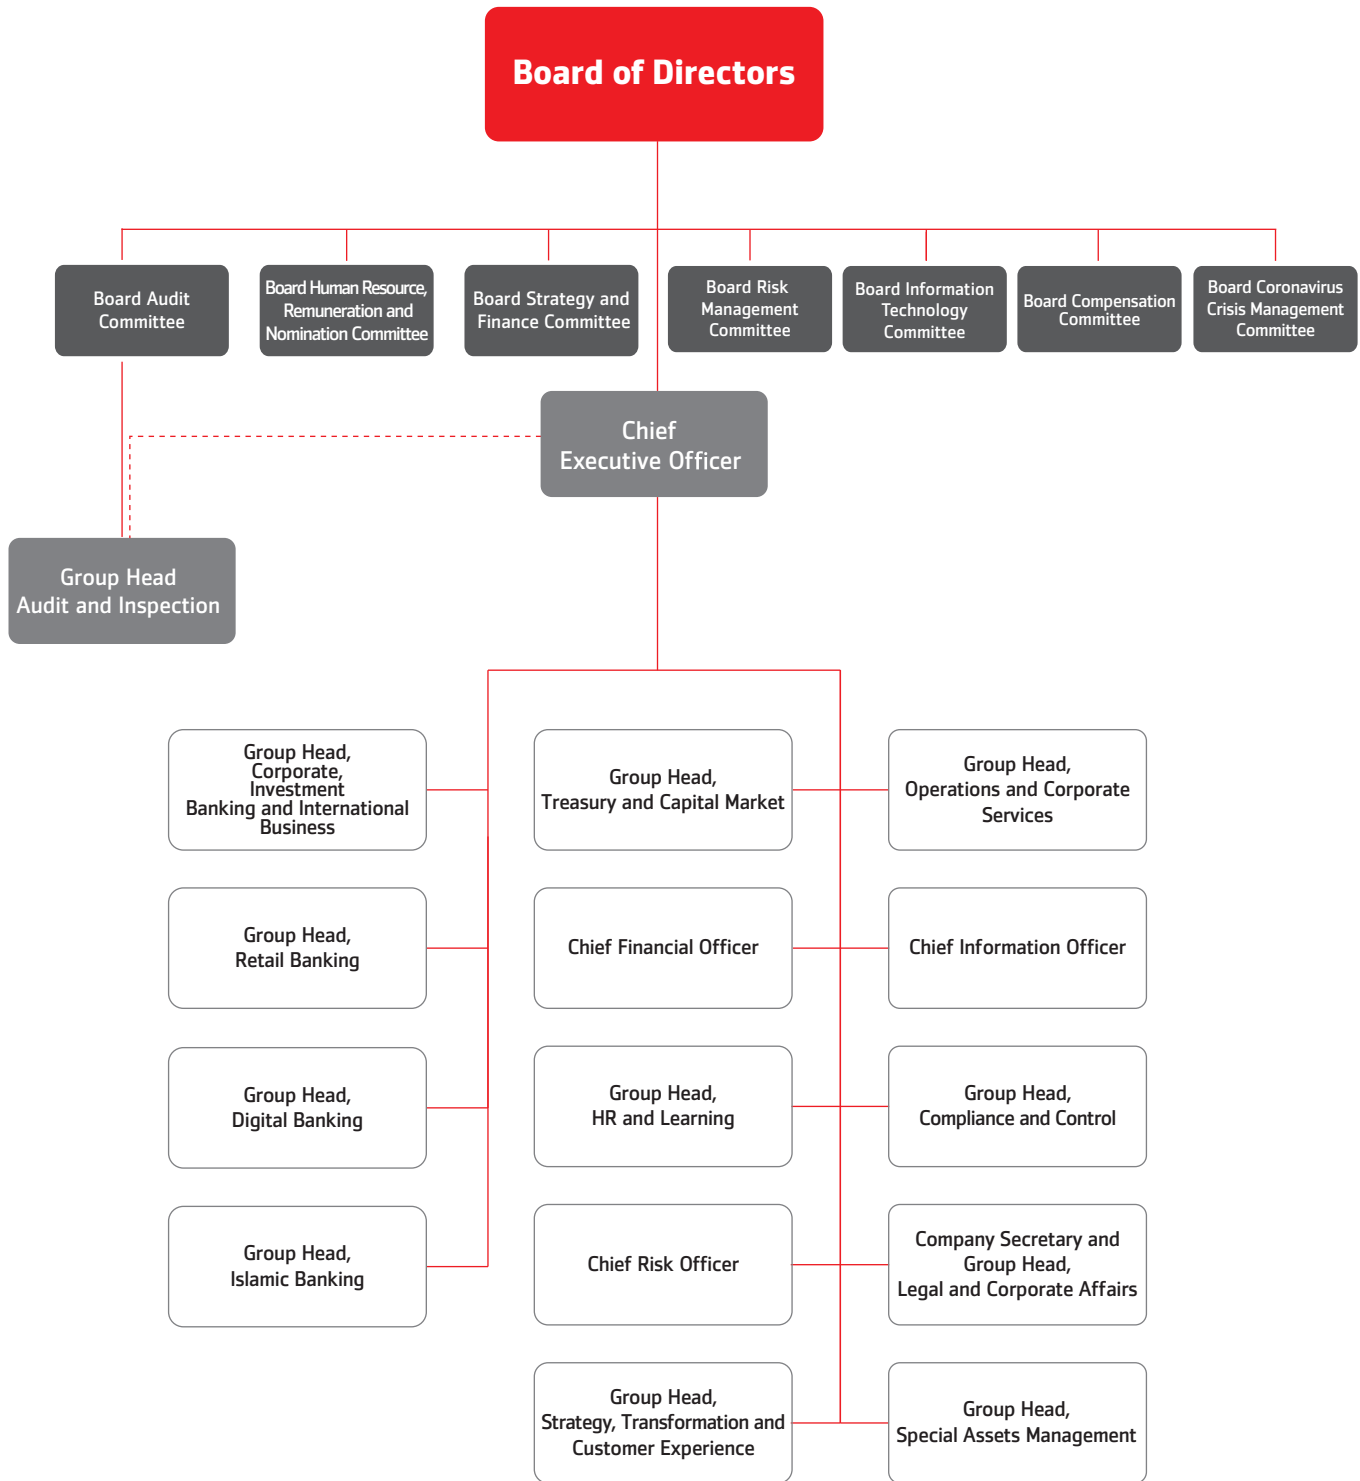 Board of Directors
Board Audit
Committee
Board Human Resource,
Remuneration and
Nomination Committee
Board Strategy and
Finance Committee
Board Risk
Management
Committee
Board Information
Technology
Committee
Board Compensation
Committee
Board Coronavirus
Crisis Management
Committee
Chief
Executive Officer
Group Head
Audit and Inspection
Group Head,
Corporate,
Investment
Banking and International
Business
Group Head,
Treasury and Capital Market
Group Head,
Operations and Corporate
Services
Group Head,
Retail Banking
Chief Financial Officer
Chief Information Officer
Group Head,
Digital Banking
Group Head,
HR and Learning
Group Head,
Compliance and Control
Group Head,
Islamic Banking
Chief Risk Officer
Company Secretary and
Group Head,
Legal and Corporate Affairs
Group Head,
Strategy, Transformation and
Customer Experience
Group Head,
Special Assets Management